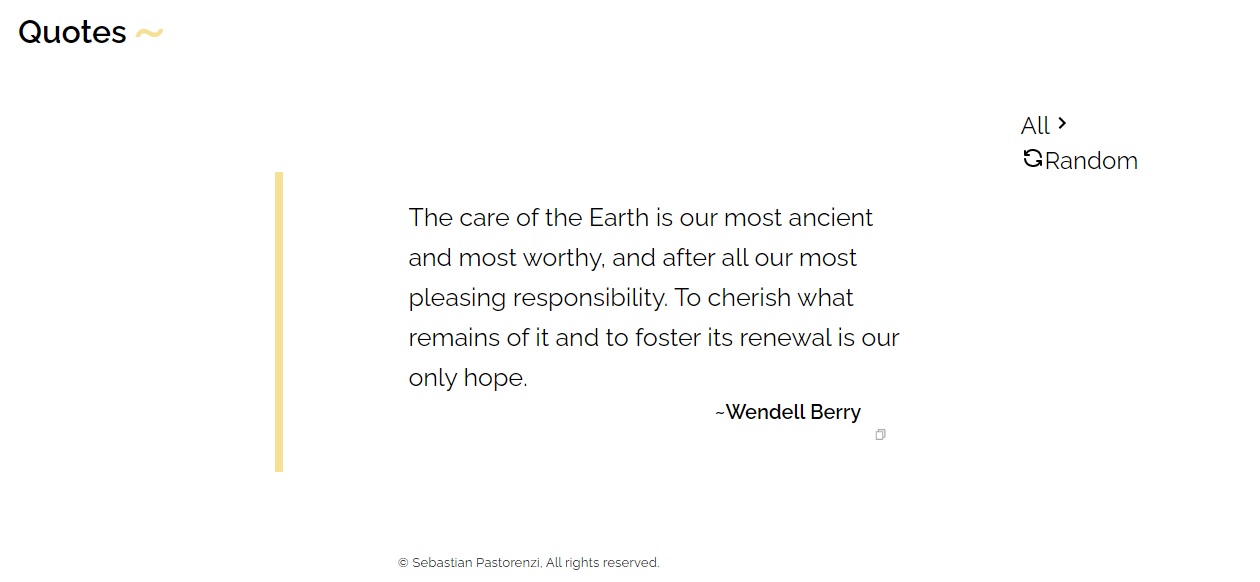 Quotes ~
All >
Random
The care of the Earth is our most ancient
and most worthy, and after all our most
pleasing responsibility. To cherish what
remains of it and to foster its renewal is our
only hope.
~Wendell Berry
© Sebastian Pastorenzi, All rights reserved.